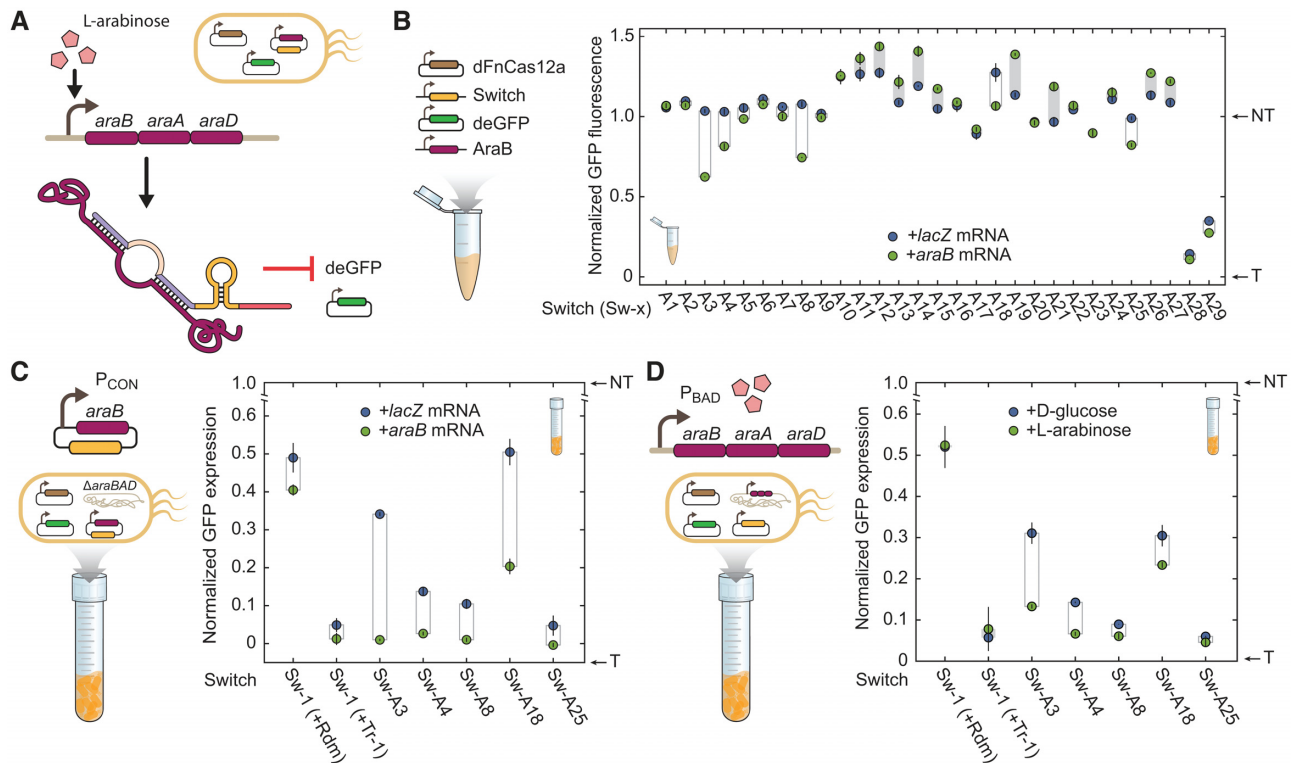 A
L-arabinose
araB araA araD
deGFP
B
dFnCas12a
Switch
deGFP
AraB
Normalized GFP fluorescence
1.5
1.0
0.5
0
NT
T
+lacZ mRNA
+araB mRNA
Switch (Sw-x)
A1 A2 A3 A4 A5 A6 A7 A8 A9 A10 A11 A12 A13 A14 A15 A16 A17 A18 A19 A20 A21 A22 A23 A24 A25 A26 A27 A28 A29
C
PCON
araB
ΔaraBAD
Normalized GFP expression
1.0
0.6
0.5
0.4
0.3
0.2
0.1
0
NT
T
+lacZ mRNA
+araB mRNA
Switch
Sw-1 (+Rdm)
Sw-1 (+Tr-1)
Sw-A3
Sw-A4
Sw-A8
Sw-A18
Sw-A25
D
PBAD
araB araA araD
Normalized GFP expression
1.0
0.6
0.5
0.4
0.3
0.2
0.1
0
NT
T
+D-glucose
+L-arabinose
Switch
Sw-1 (+Rdm)
Sw-1 (+Tr-1)
Sw-A3
Sw-A4
Sw-A8
Sw-A18
Sw-A25